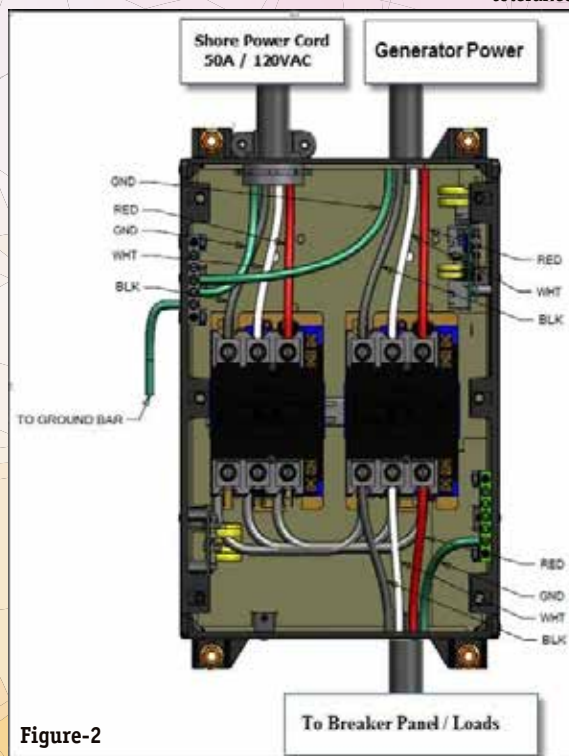 Shore Power Cord
50A / 120VAC
Generator Power
GND
RED
GND
WHT
BLK
RED
WHT
BLK
TO GROUND BAR
RED
GND
WHT
BLK
To Breaker Panel / Loads
Figure-2